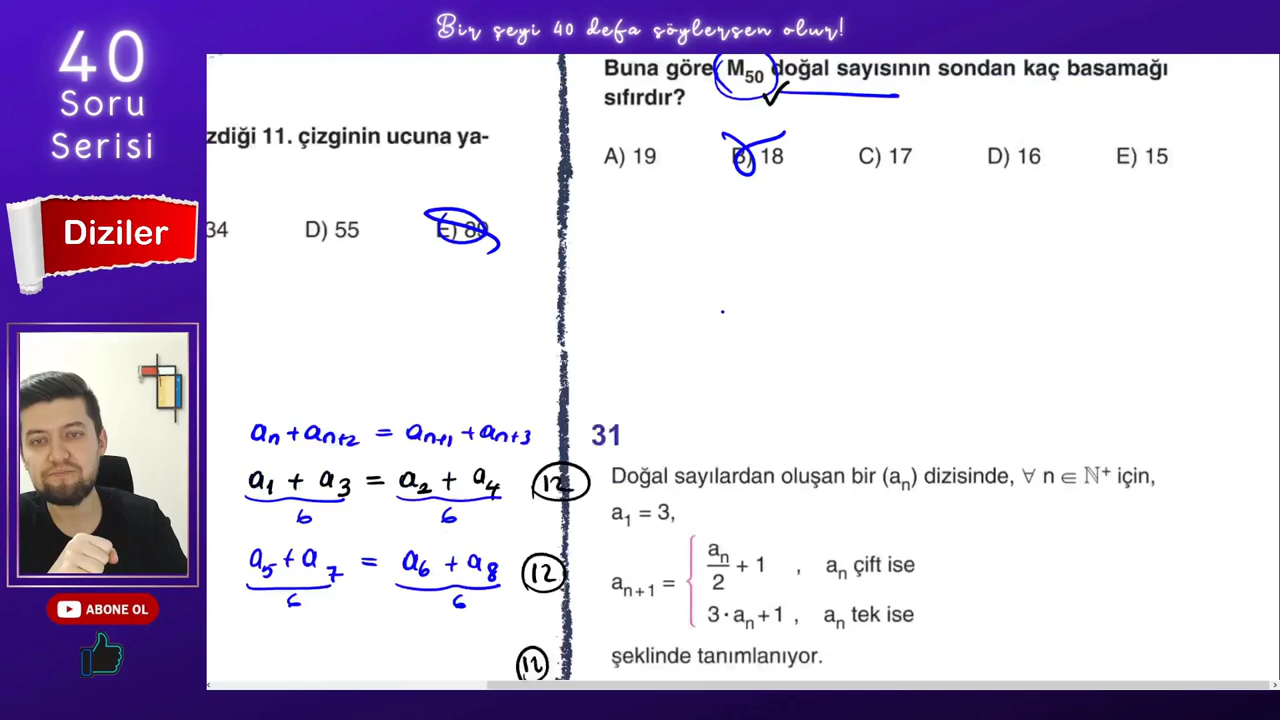 Bir şeyi 40 defa söylersen olur!
40
Soru
Serisi
Diziler
ABONE OL
zdiği 11. çizginin ucuna ya-
34 D) 55 E) 89
aₙ + aₙ₊₂ = aₙ₊₁ + aₙ₊₃
a₁ + a₃ = a₂ + a₄ 12
6 6
a₅ + a₇ = a₆ + a₈ 12
6 6
12
Buna göre M₅₀ doğal sayısının sondan kaç basamağı
sıfırdır?
A) 19 B) 18 C) 17 D) 16 E) 15
31
Doğal sayılardan oluşan bir (aₙ) dizisinde, ∀ n ∈ ℕ⁺ için,
a₁ = 3,
aₙ/2 + 1 , aₙ çift ise
aₙ₊₁ =
3·aₙ+1 , aₙ tek ise
şeklinde tanımlanıyor.